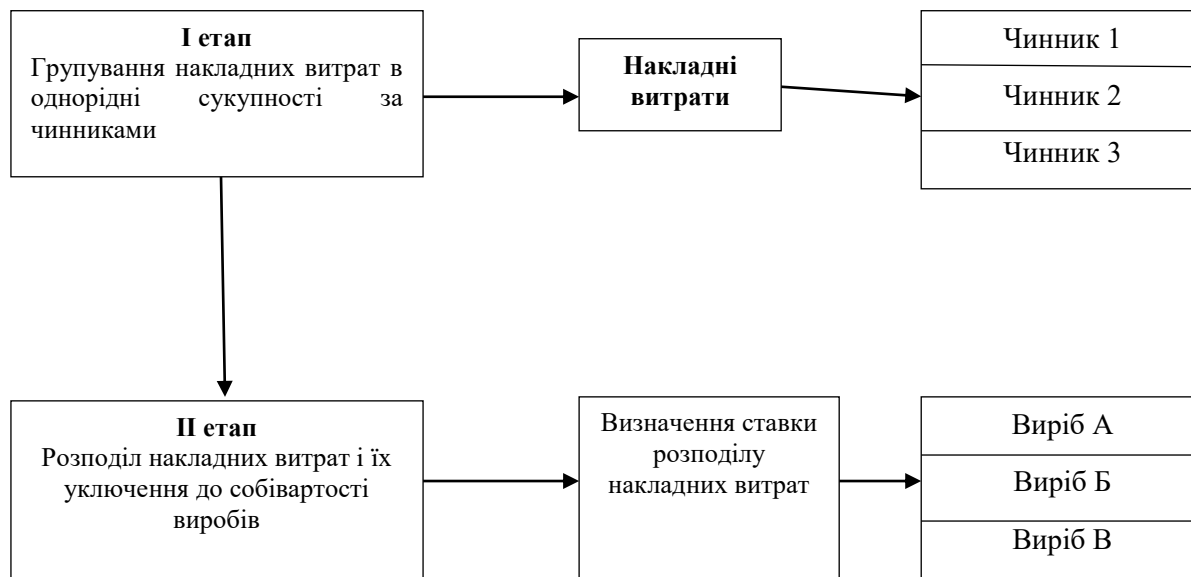 І етап
Групування накладних витрат в
однорідні сукупності за
чинниками
Накладні
витрати
Чинник 1
Чинник 2
Чинник 3
ІІ етап
Розподіл накладних витрат і їх
уключення до собівартості
виробів
Визначення ставки
розподілу
накладних витрат
Виріб А
Виріб Б
Виріб В